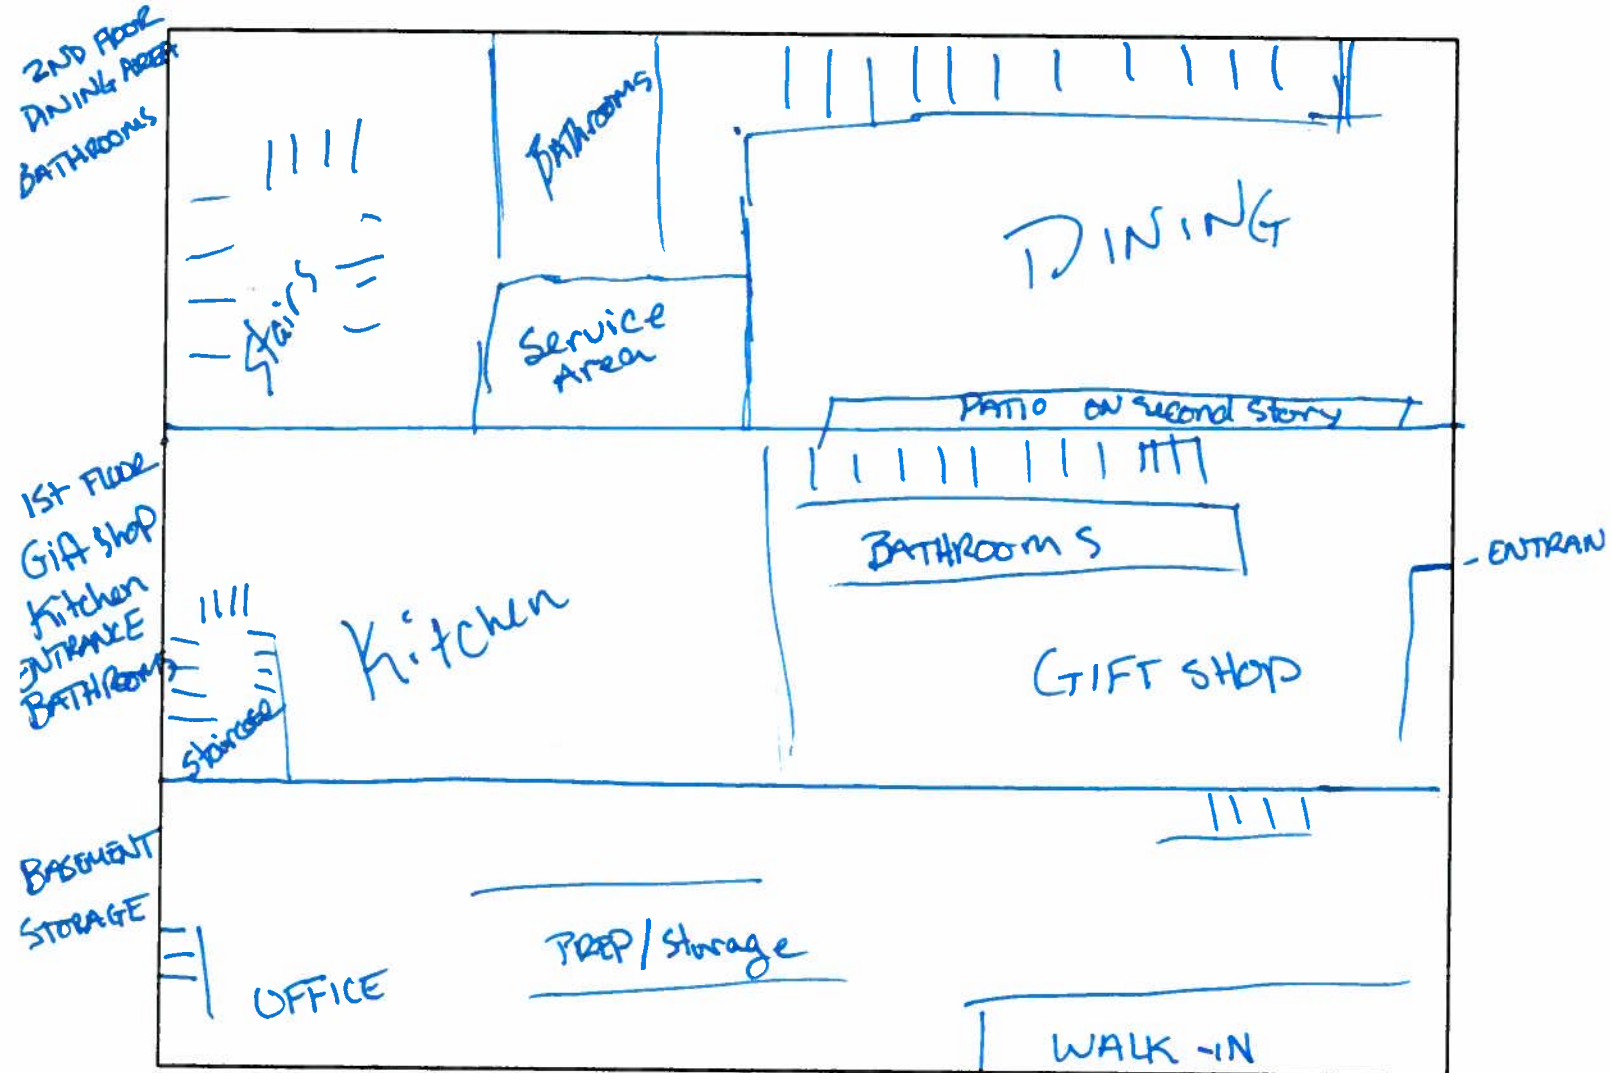 2ND FLOOR
DINING AREA
BATHROOMS
BATHROOMS
DINING
Stairs
Service
Area
PATIO ON Second Story
1St FLOOR
Gift Shop
Kitchen
ENTRANCE
BATHROOMS
BATHROOMS
- ENTRAN
Kitchen
GIFT SHOP
Staircase
BASEMENT
STORAGE
PREP/Storage
OFFICE
WALK-IN